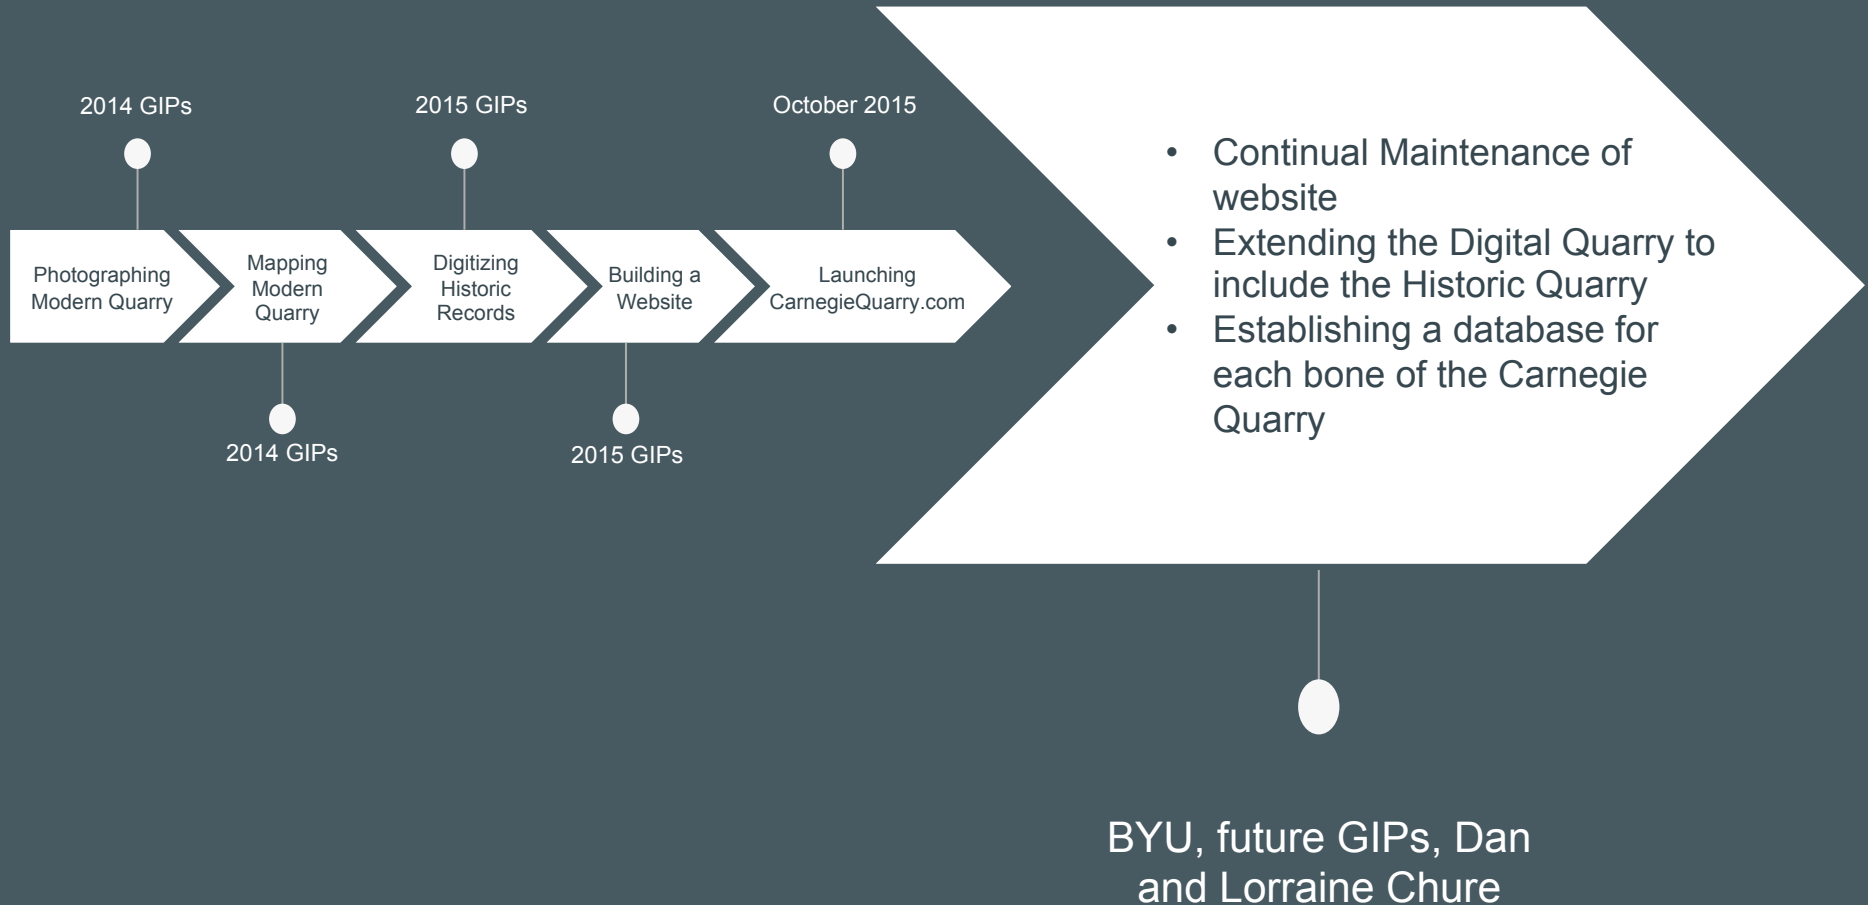 2014 GIPs
2015 GIPs
October 2015
Photographing
Modern Quarry
Mapping
Modern
Quarry
Digitizing
Historic
Records
Building a
Website
Launching
CarnegieQuarry.com
2014 GIPs
2015 GIPs
• Continual Maintenance of
website
• Extending the Digital Quarry to
include the Historic Quarry
• Establishing a database for
each bone of the Carnegie
Quarry
BYU, future GIPs, Dan
and Lorraine Chure